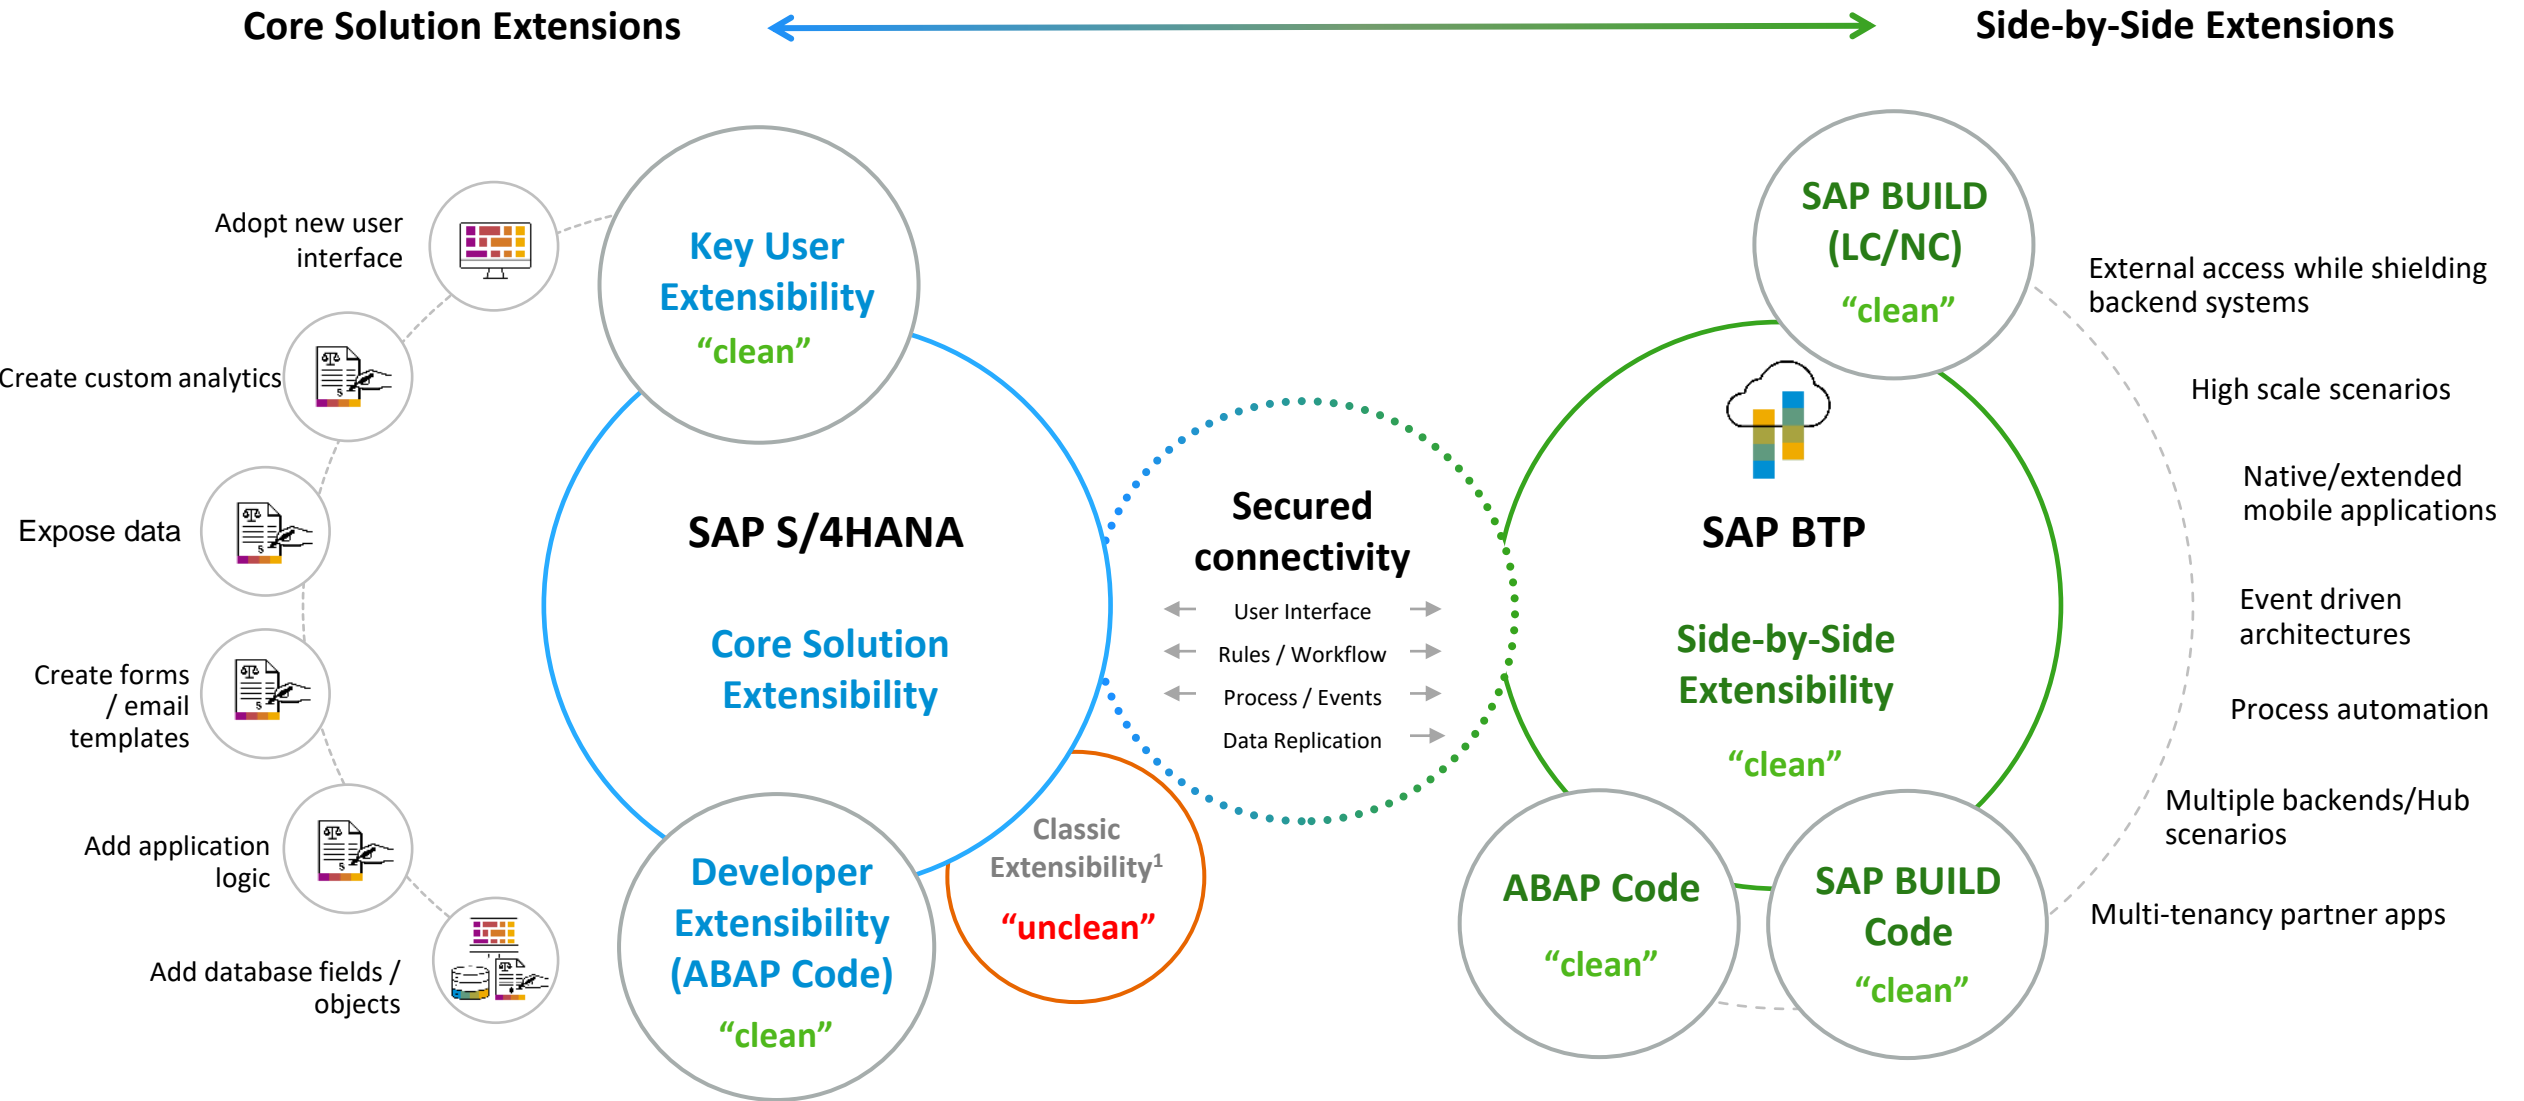 Core Solution Extensions
Side-by-Side Extensions
Adopt new user
interface
Create custom analytics
Expose data
Create forms
/ email
templates
Add application
logic
Add database fields /
objects
Key User
Extensibility
“clean”
SAP S/4HANA
Core Solution
Extensibility
Developer
Extensibility
(ABAP Code)
“clean”
Classic
Extensibility1
“unclean”
Secured
connectivity
User Interface
Rules / Workflow
Process / Events
Data Replication
SAP BUILD
(LC/NC)
“clean”
SAP BTP
Side-by-Side
Extensibility
“clean”
ABAP Code
“clean”
SAP BUILD
Code
“clean”
External access while shielding
backend systems
High scale scenarios
Native/extended
mobile applications
Event driven
architectures
Process automation
Multiple backends/Hub
scenarios
Multi-tenancy partner apps